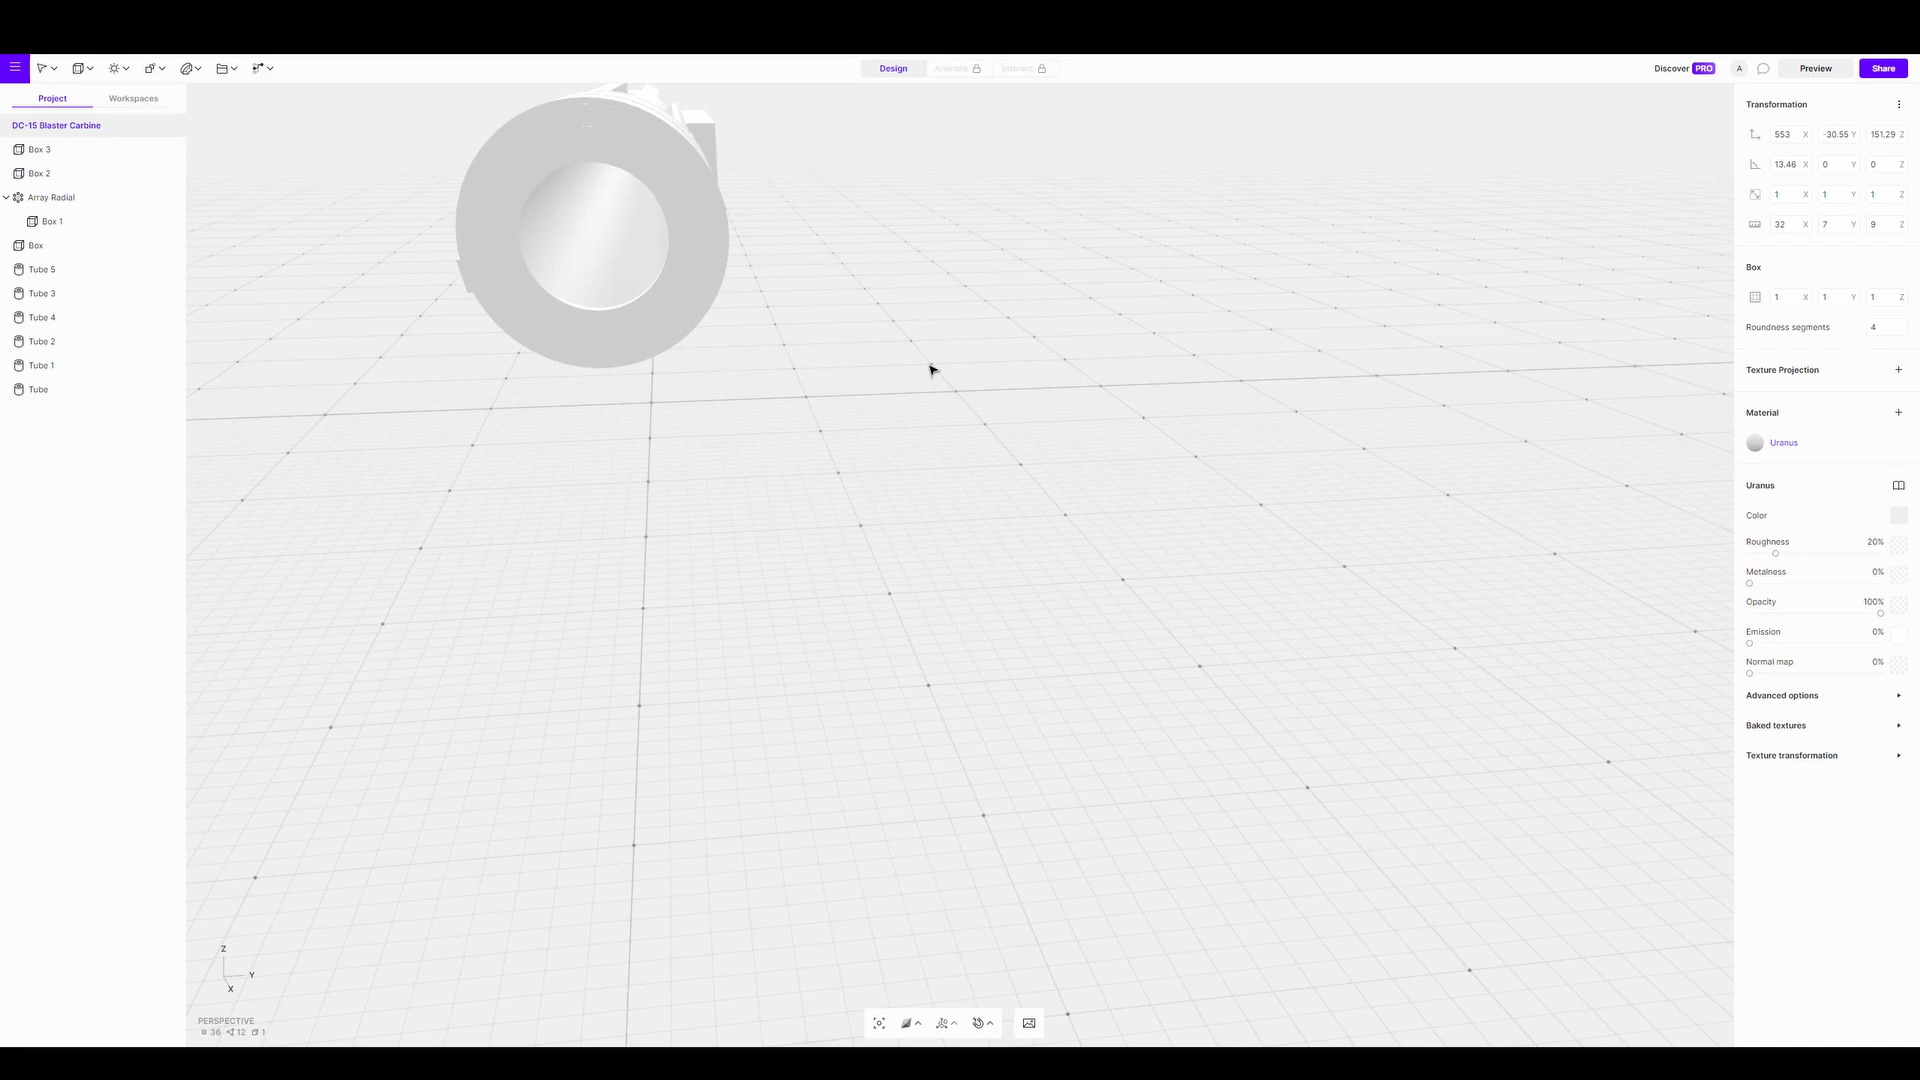 Design
Animate
Interact
Discover PRO
A
Preview
Share
Project
Workspaces
DC-15 Blaster Carbine
Box 3
Box 2
Array Radial
Box 1
Box
Tube 5
Tube 3
Tube 4
Tube 2
Tube 1
Tube
Z
Y
X
PERSPECTIVE
36 12 1
Transformation
553 X -30.55 Y 151.29 Z
13.46 X 0 Y 0 Z
1 X 1 Y 1 Z
32 X 7 Y 9 Z
Box
1 X 1 Y 1 Z
Roundness segments 4
Texture Projection
Material
Uranus
Uranus
Color
Roughness 20%
Metalness 0%
Opacity 100%
Emission 0%
Normal map 0%
Advanced options
Baked textures
Texture transformation